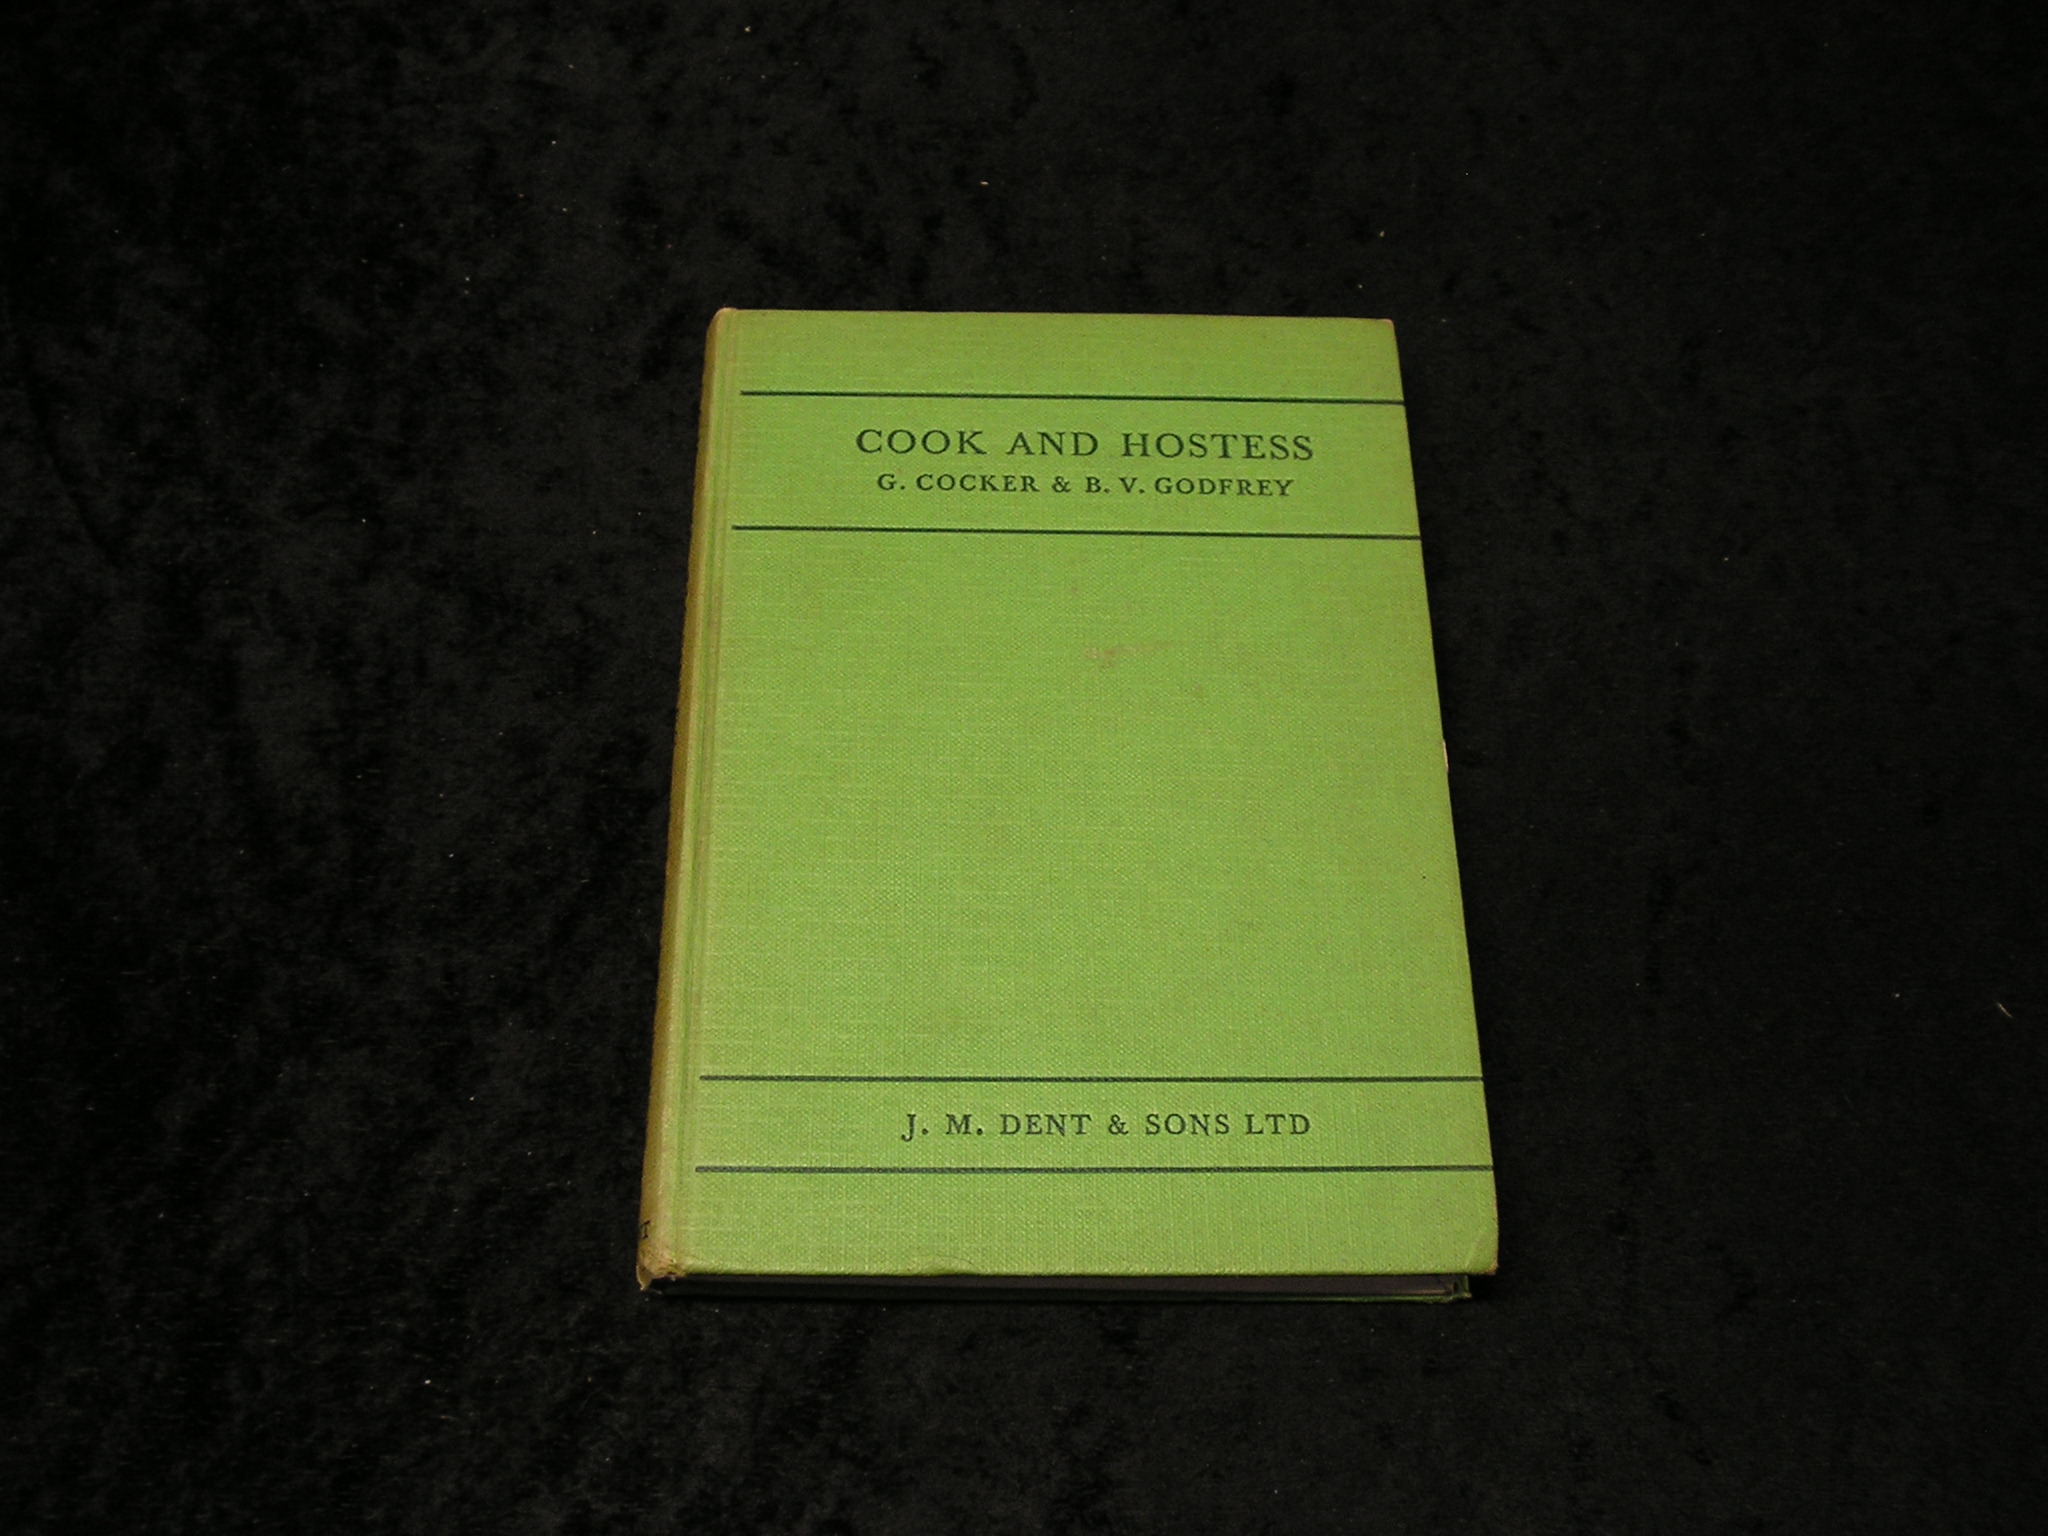 COOK AND HOSTESS
G. COCKER & B. V. GODFREY
J. M. DENT & SONS LTD